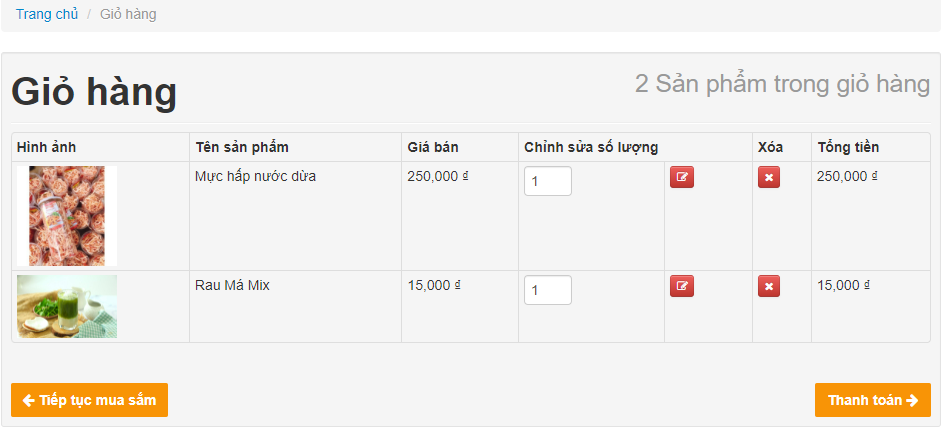 Trang chủ / Giỏ hàng
Giỏ hàng
2 Sản phẩm trong giỏ hàng
Hình ảnh Tên sản phẩm Giá bán Chỉnh sửa số lượng Xóa Tổng tiền
Mực hấp nước dừa 250,000 ₫ 1 250,000 ₫
Rau Má Mix 15,000 ₫ 1 15,000 ₫
Tiếp tục mua sắm
Thanh toán